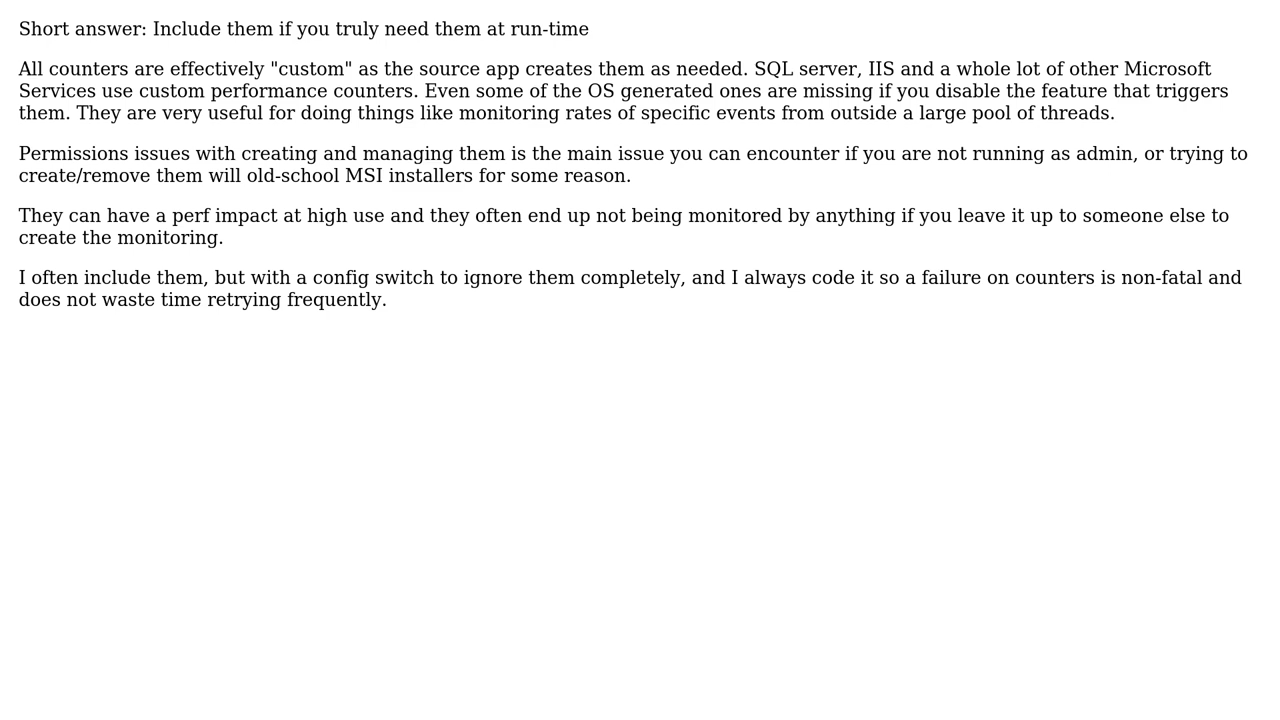 Short answer: Include them if you truly need them at run-time
All counters are effectively "custom" as the source app creates them as needed. SQL server, IIS and a whole lot of other Microsoft
Services use custom performance counters. Even some of the OS generated ones are missing if you disable the feature that triggers
them. They are very useful for doing things like monitoring rates of specific events from outside a large pool of threads.
Permissions issues with creating and managing them is the main issue you can encounter if you are not running as admin, or trying to
create/remove them will old-school MSI installers for some reason.
They can have a perf impact at high use and they often end up not being monitored by anything if you leave it up to someone else to
create the monitoring.
I often include them, but with a config switch to ignore them completely, and I always code it so a failure on counters is non-fatal and
does not waste time retrying frequently.